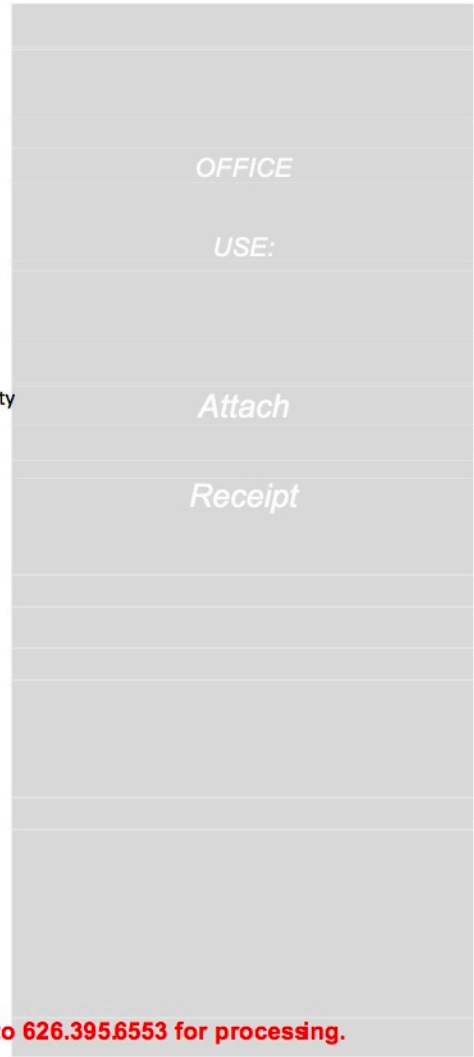 OFFICE
USE:
ty
Attach
Receipt
o 626.395.6553 for processing.